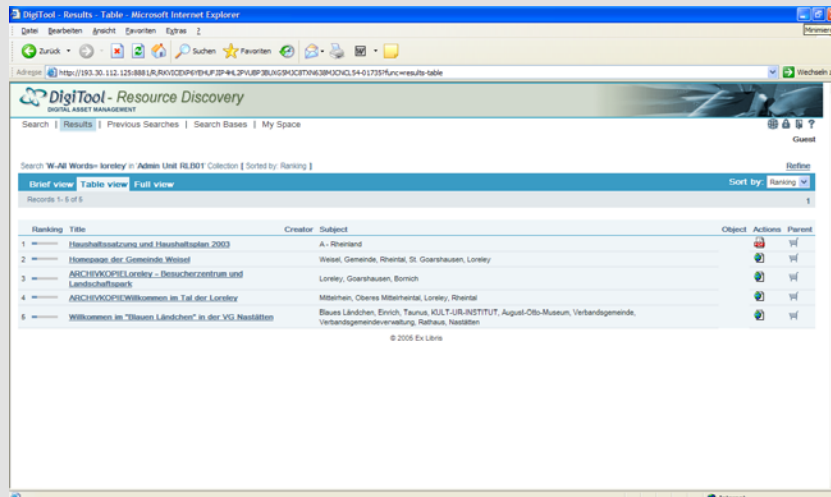 DigiTool - Results - Table - Microsoft Internet Explorer
Datei Bearbeiten Ansicht Favoriten Extras ?
Minimieren
Zurück Suchen Favoriten
Adresse http://193.30.112.125:8881/R/ Wechseln zu
DigiTool - Resource Discovery
DIGITAL ASSET MANAGEMENT
Search | Results | Previous Searches | Search Bases | My Space
Guest
Search 'W-All Words= loreley' in 'Admin Unit RLB01' Collection [ Sorted by: Ranking ] Refine
Brief view Table view Full view Sort by: Ranking
Records 1- 5 of 5 1
Ranking Title Creator Subject Object Actions Parent
1 Haushaltssatzung und Haushaltsplan 2003 A - Rheinland
2 Homepage der Gemeinde Weisel Weisel, Gemeinde, Rheintal, St. Goarshausen, Loreley
3 ARCHIVKOPIELoreley – Besucherzentrum und Landschaftspark Loreley, Goarshausen, Bornich
4 ARCHIVKOPIEWillkommen im Tal der Loreley Mittelrhein, Oberes Mittelrheintal, Loreley, Rheintal
5 Willkommen im "Blauen Ländchen" in der VG Nastätten Blaues Ländchen, Einrich, Taunus, KULT-UR-INSTITUT, August-Otto-Museum, Verbandsgemeinde,
Verbandsgemeindeverwaltung, Rathaus, Nastätten
© 2005 Ex Libris